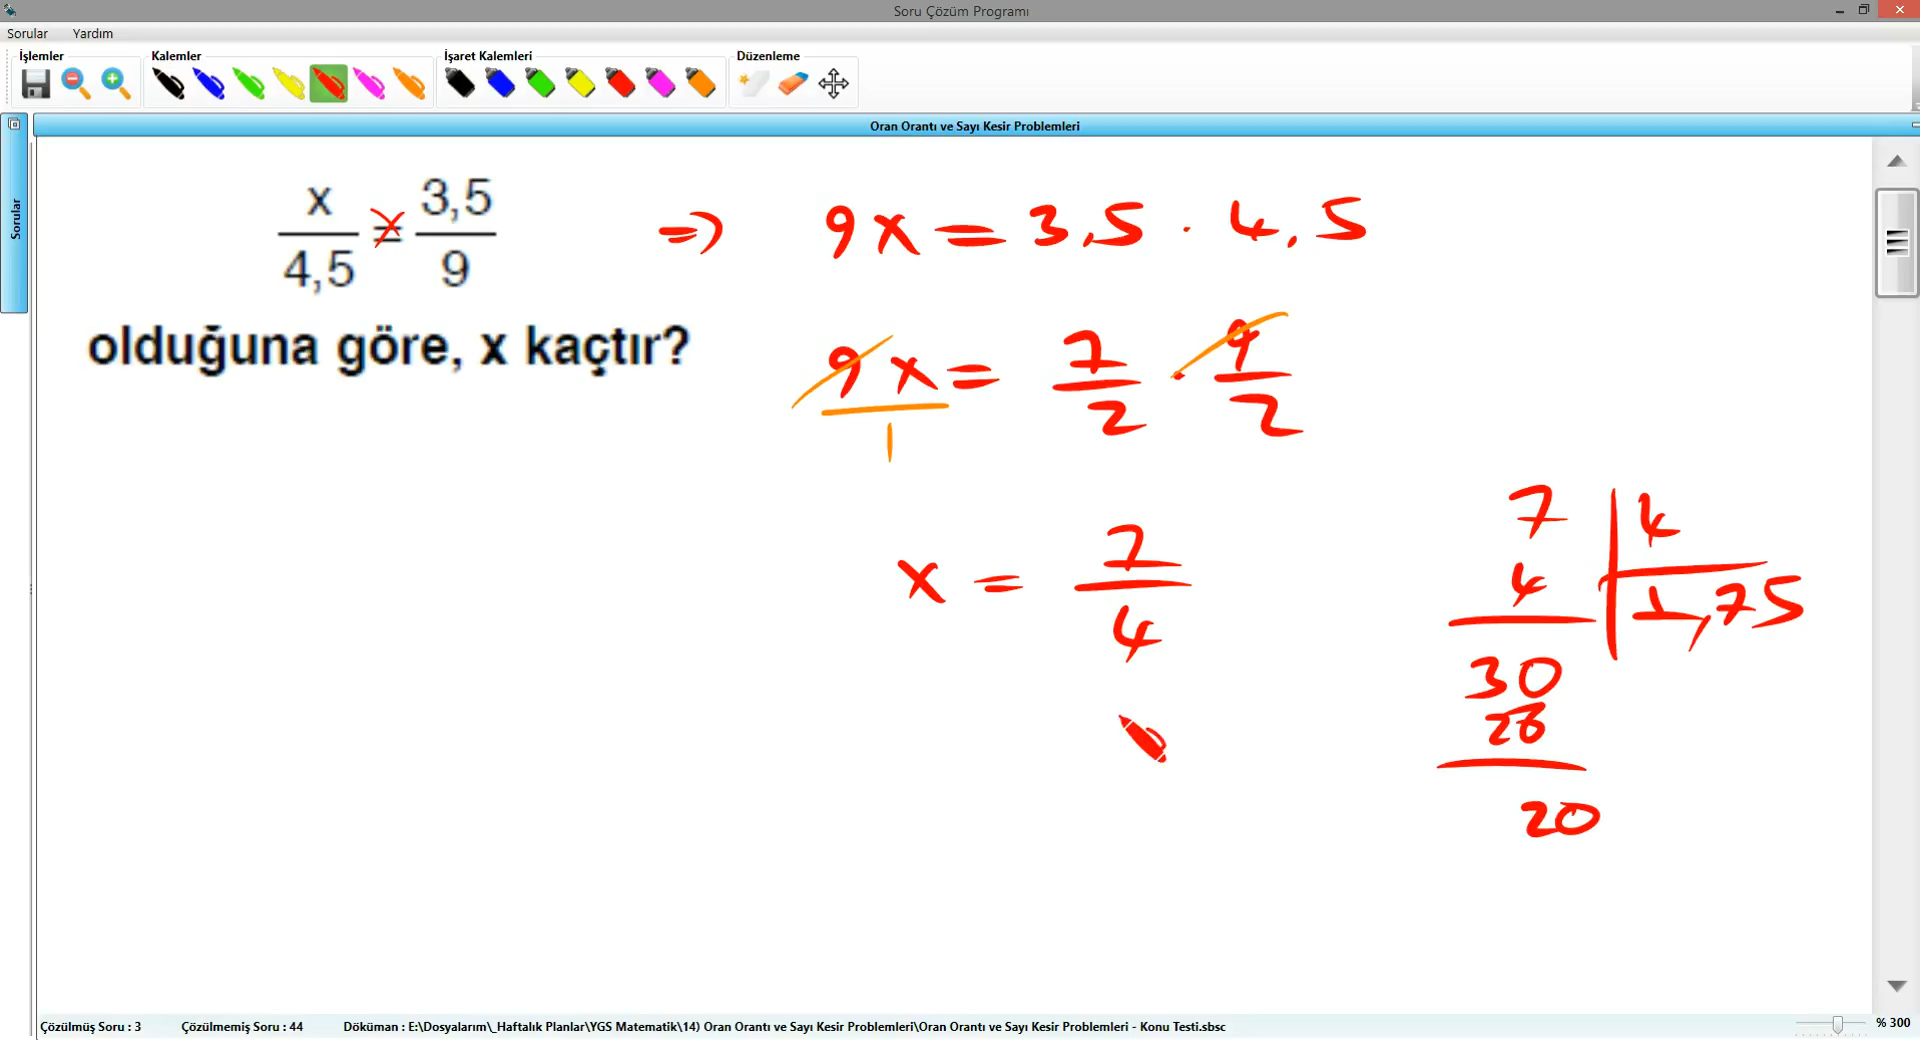 Soru Çözüm Programı
Sorular Yardım
İşlemler Kalemler İşaret Kalemleri Düzenleme
Oran Orantı ve Sayı Kesir Problemleri
Sorular
x/4,5 = 3,5/9
olduğuna göre, x kaçtır?
=> 9x = 3,5 . 4,5
9x/1 = 7/2 . 9/2
x = 7/4
7 4
4 1,75
30
28
20
Çözülmüş Soru : 3 Çözülmemiş Soru : 44 Döküman : E:\Dosyalarım\_Haftalık Planlar\YGS Matematik\14) Oran Orantı ve Sayı Kesir Problemleri\Oran Orantı ve Sayı Kesir Problemleri - Konu Testi.sbsc % 300